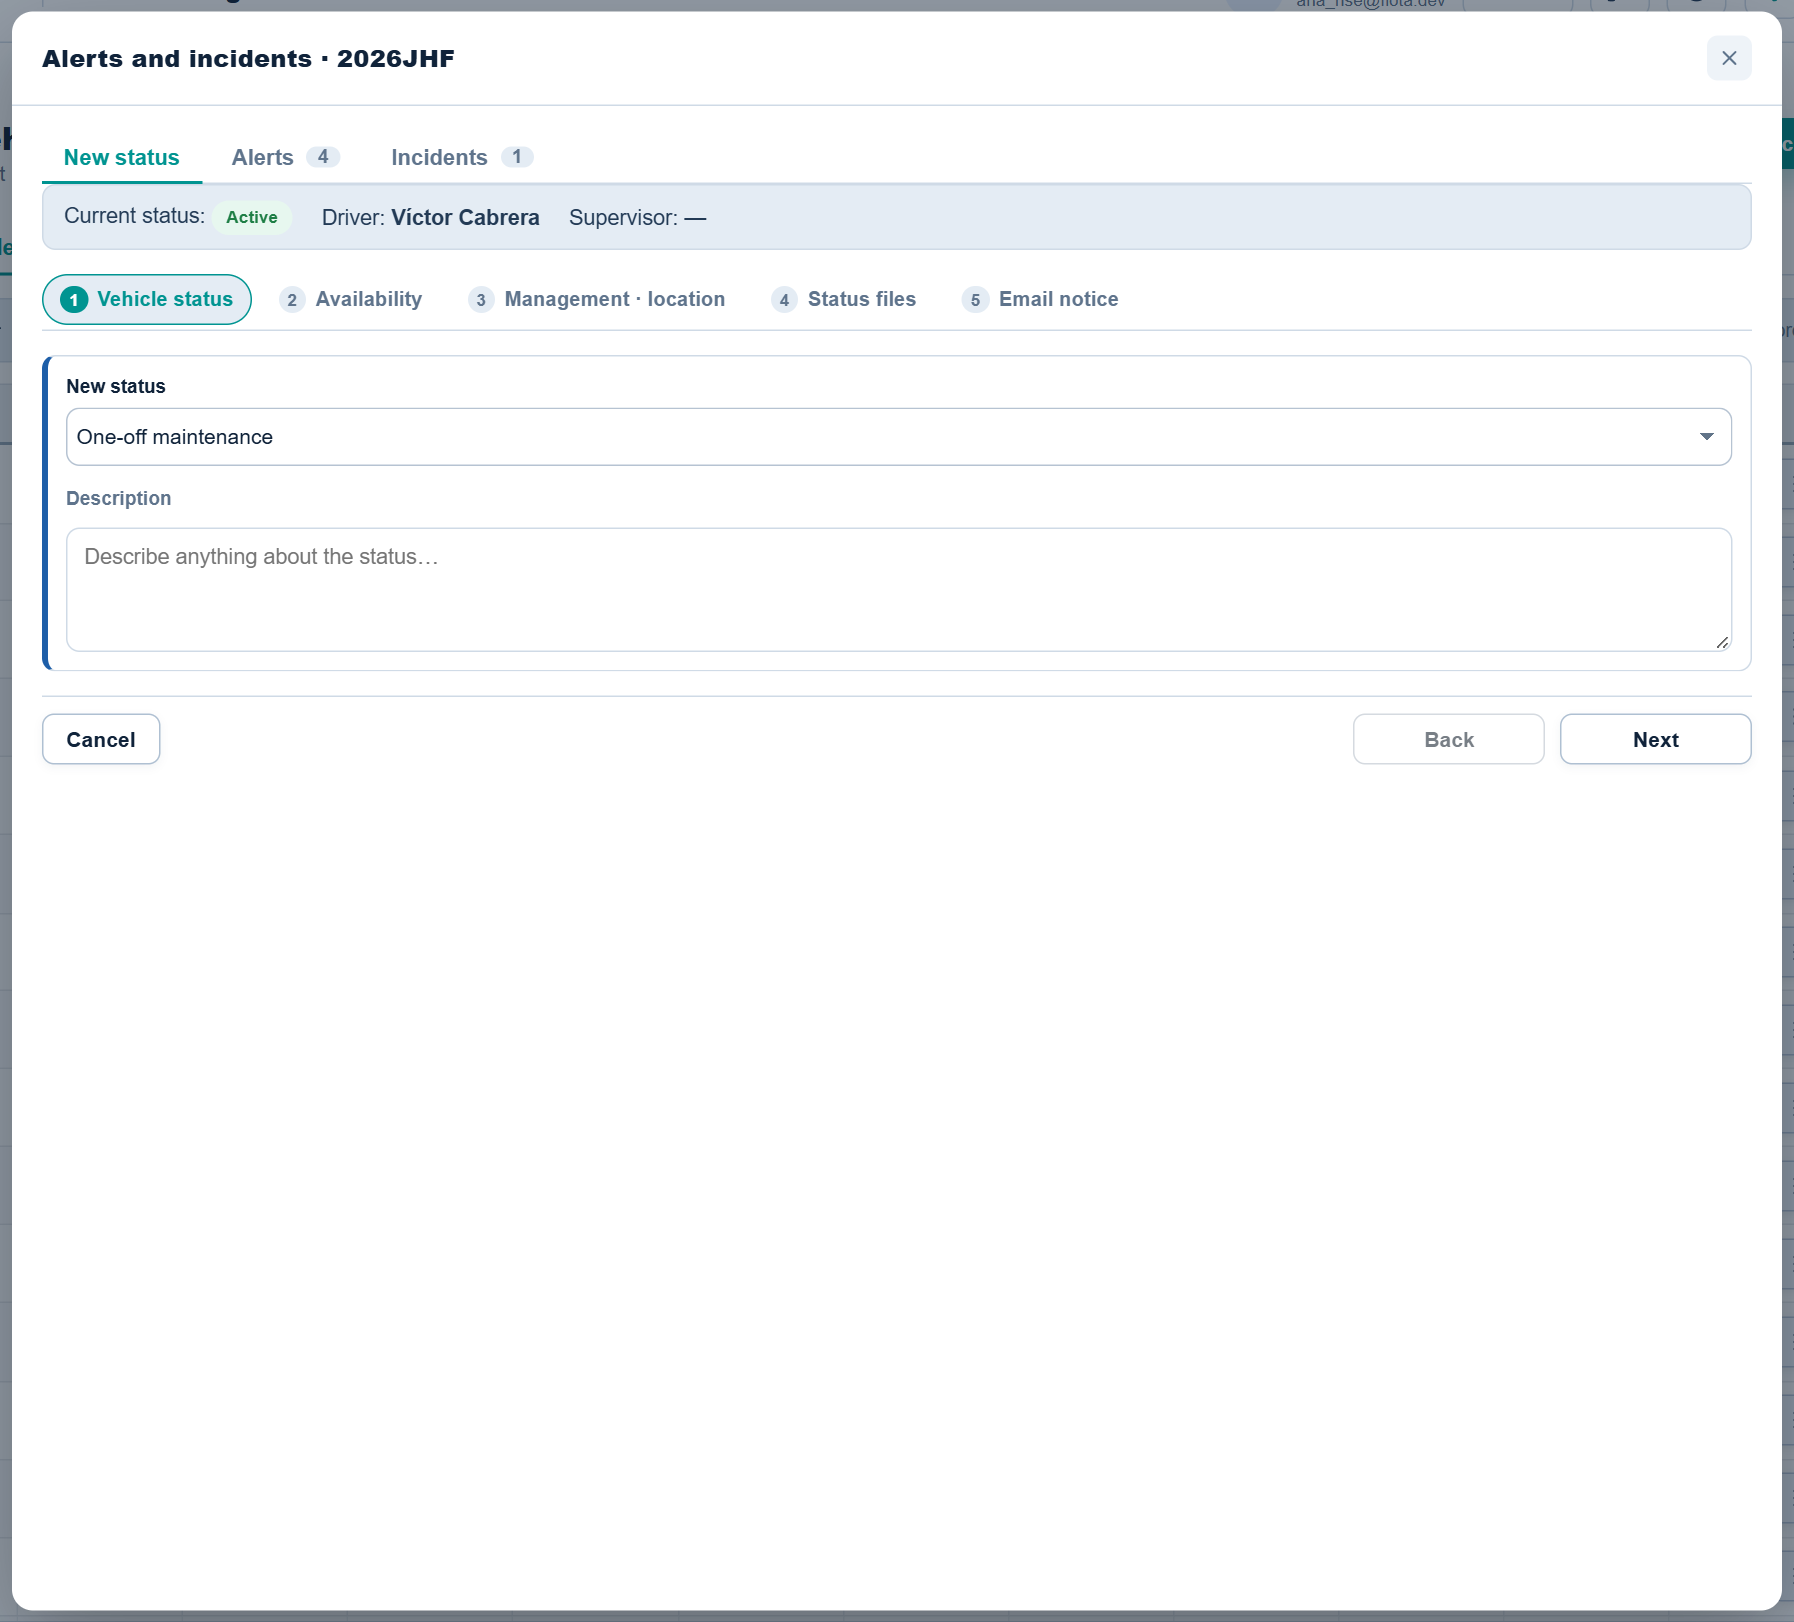 Alerts and incidents · 2026JHF
New status
Alerts 4
Incidents 1
Current status: Active Driver: Víctor Cabrera Supervisor: —
1 Vehicle status
2 Availability
3 Management · location
4 Status files
5 Email notice
New status
One-off maintenance
Description
Describe anything about the status…
Cancel
Back
Next